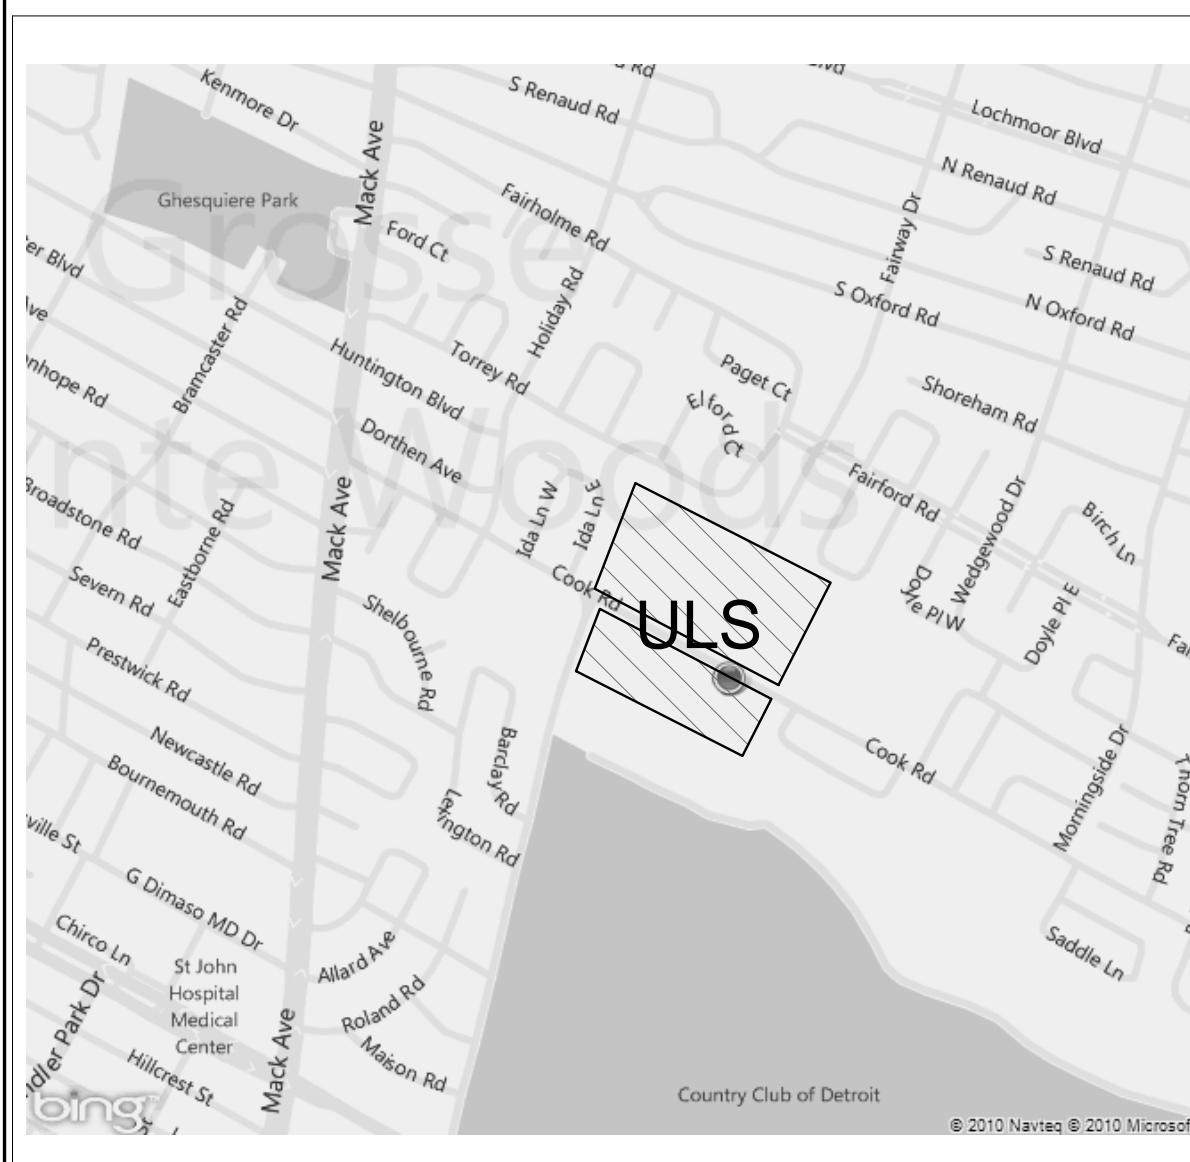 Kenmore Dr
S Renaud Rd
Lochmoor Blvd
Mack Ave
N Renaud Rd
Ghesquiere Park
Grosse
Fairholme Rd
Ford Ct
Fairway Dr
S Renaud Rd
Holiday Rd
S Oxford Rd
N Oxford Rd
Bramcaster Rd
Huntington Blvd
Torrey Rd
Paget Ct
Elford Ct
Shoreham Rd
Dorthen Ave
Woods
Fairford Rd
Mack Ave
Broadstone Rd
Eastborne Rd
Ida Ln W
Ida Ln E
Wedgewood Dr
Birch Ln
Severn Rd
Cook Rd
Doyle Pl W
Doyle Pl E
Shelbourne Rd
ULS
Prestwick Rd
Newcastle Rd
Bournemouth Rd
Barclay Rd
Cook Rd
Morningside Dr
Thorn Tree Rd
Lexington Rd
G Dimaso MD Dr
Chirco Ln
Allard Ave
Saddle Ln
St John
Hospital
Medical
Center
Roland Rd
Maison Rd
Mack Ave
Hillcrest St
Country Club of Detroit
bing™
© 2010 Navteq © 2010 Microsof